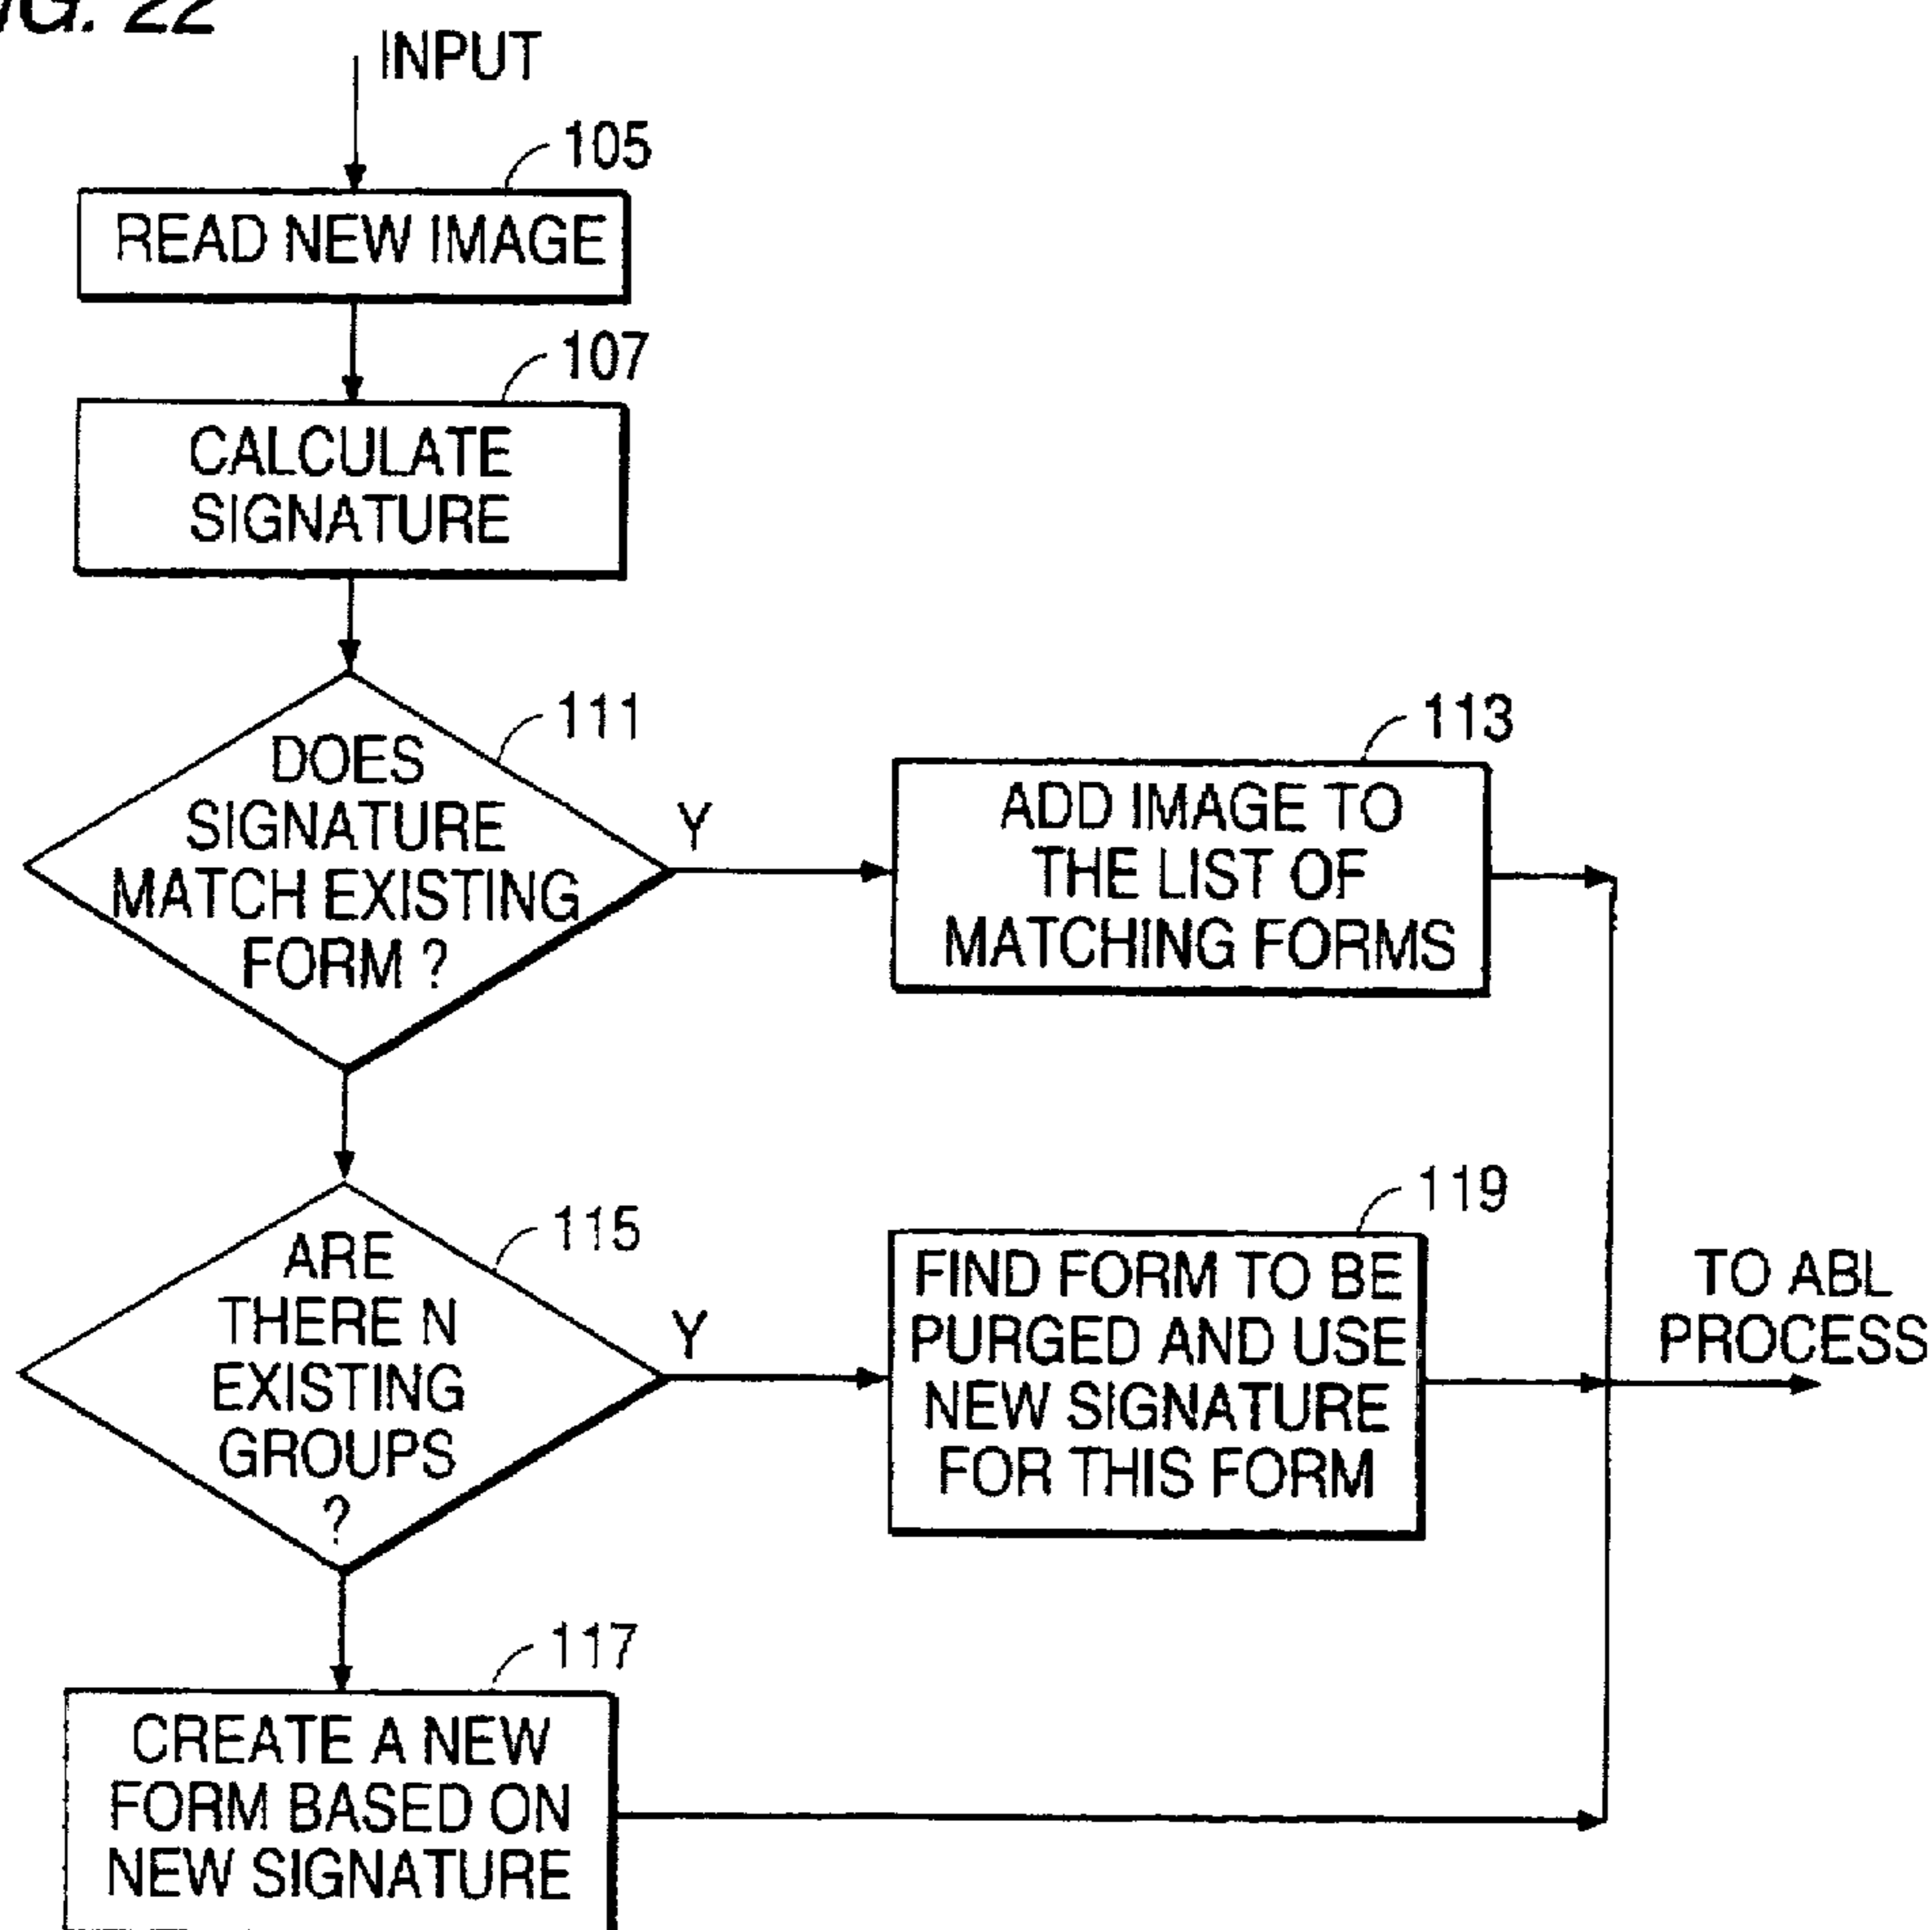 FIG. 22
INPUT
105
READ NEW IMAGE
107
CALCULATE
SIGNATURE
111
DOES
SIGNATURE
MATCH EXISTING
FORM ?
Y
113
ADD IMAGE TO
THE LIST OF
MATCHING FORMS
115
ARE
THERE N
EXISTING
GROUPS
?
Y
119
FIND FORM TO BE
PURGED AND USE
NEW SIGNATURE
FOR THIS FORM
TO ABL
PROCESS
117
CREATE A NEW
FORM BASED ON
NEW SIGNATURE